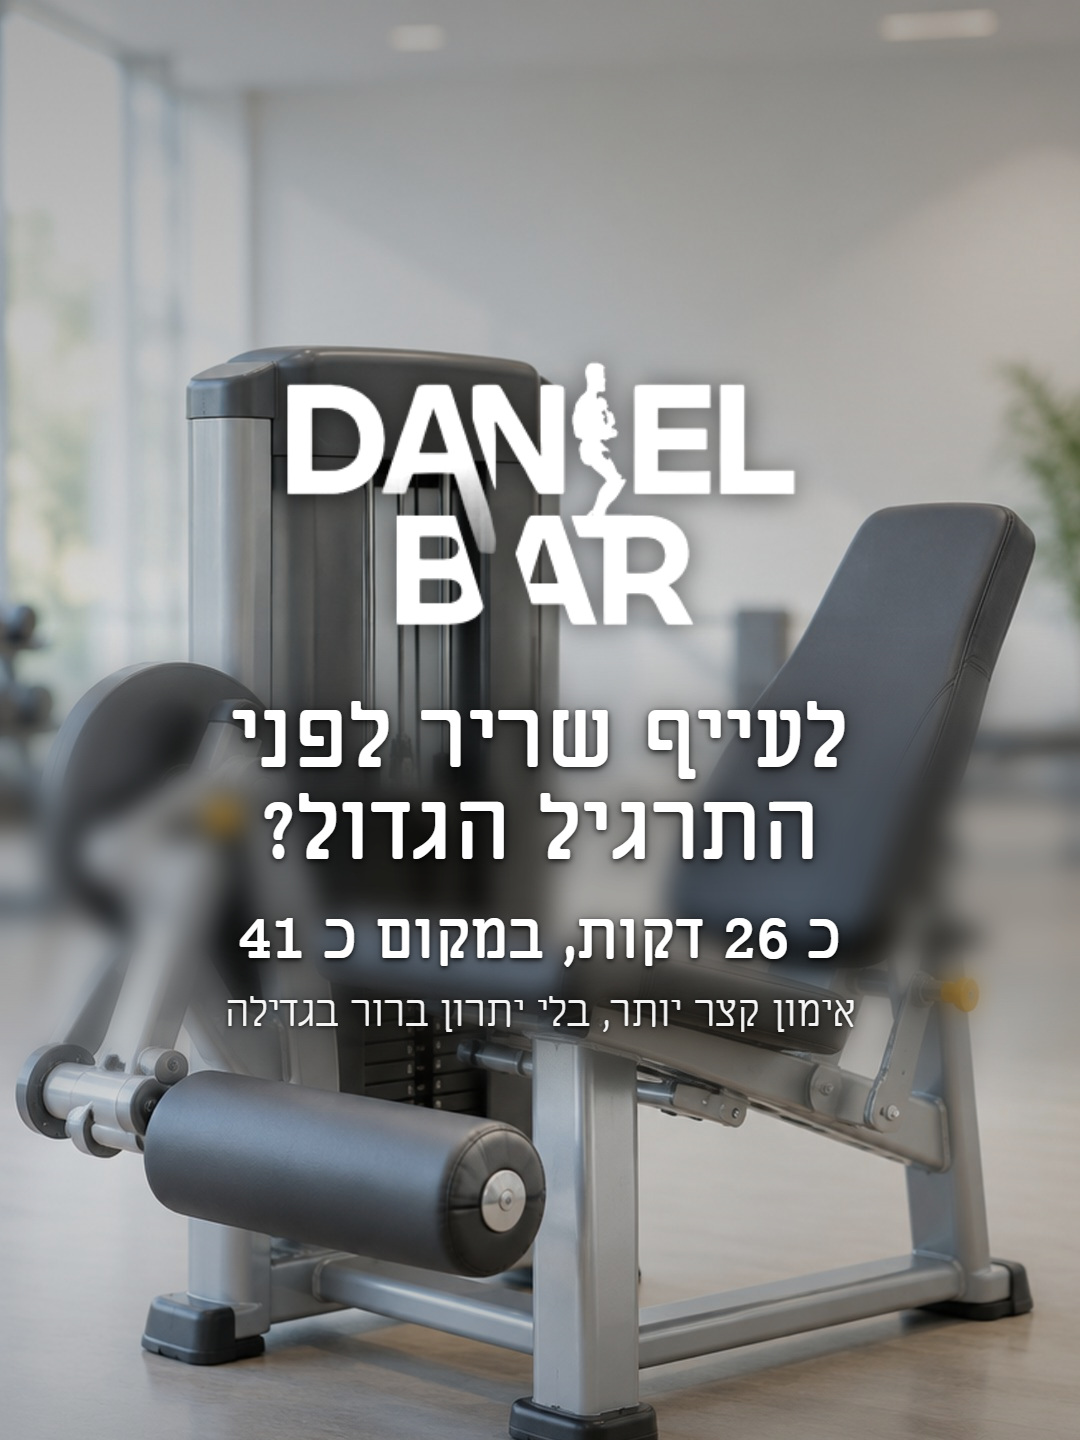 DANIEL
BAR
לעייף שריר לפני
התרגיל הגדול?
כ 26 דקות, במקום כ 41
אימון קצר יותר, בלי יתרון ברור בגדילה